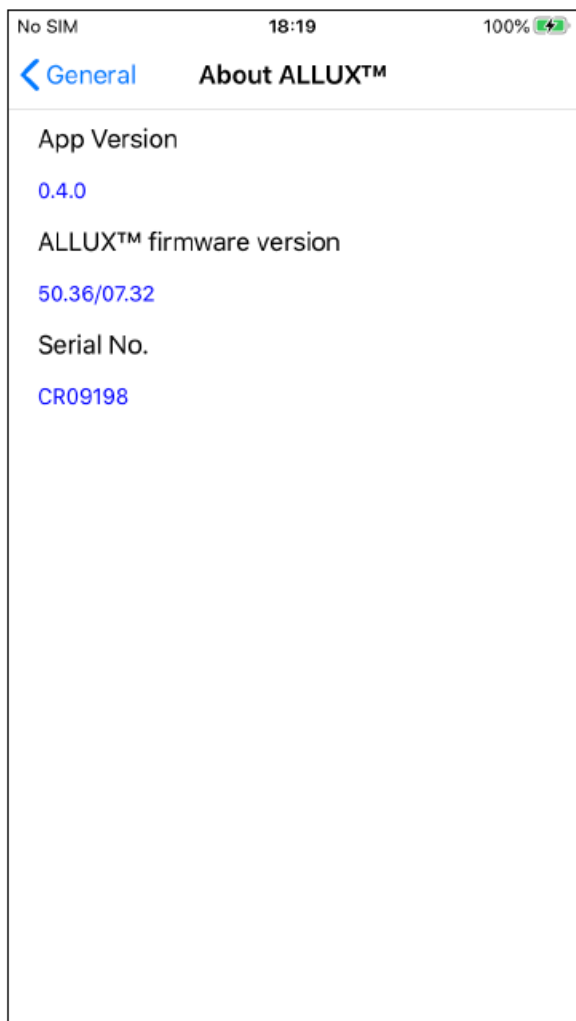 No SIM 18:19 100%
General About ALLUX™
App Version
0.4.0
ALLUX™ firmware version
50.36/07.32
Serial No.
CR09198